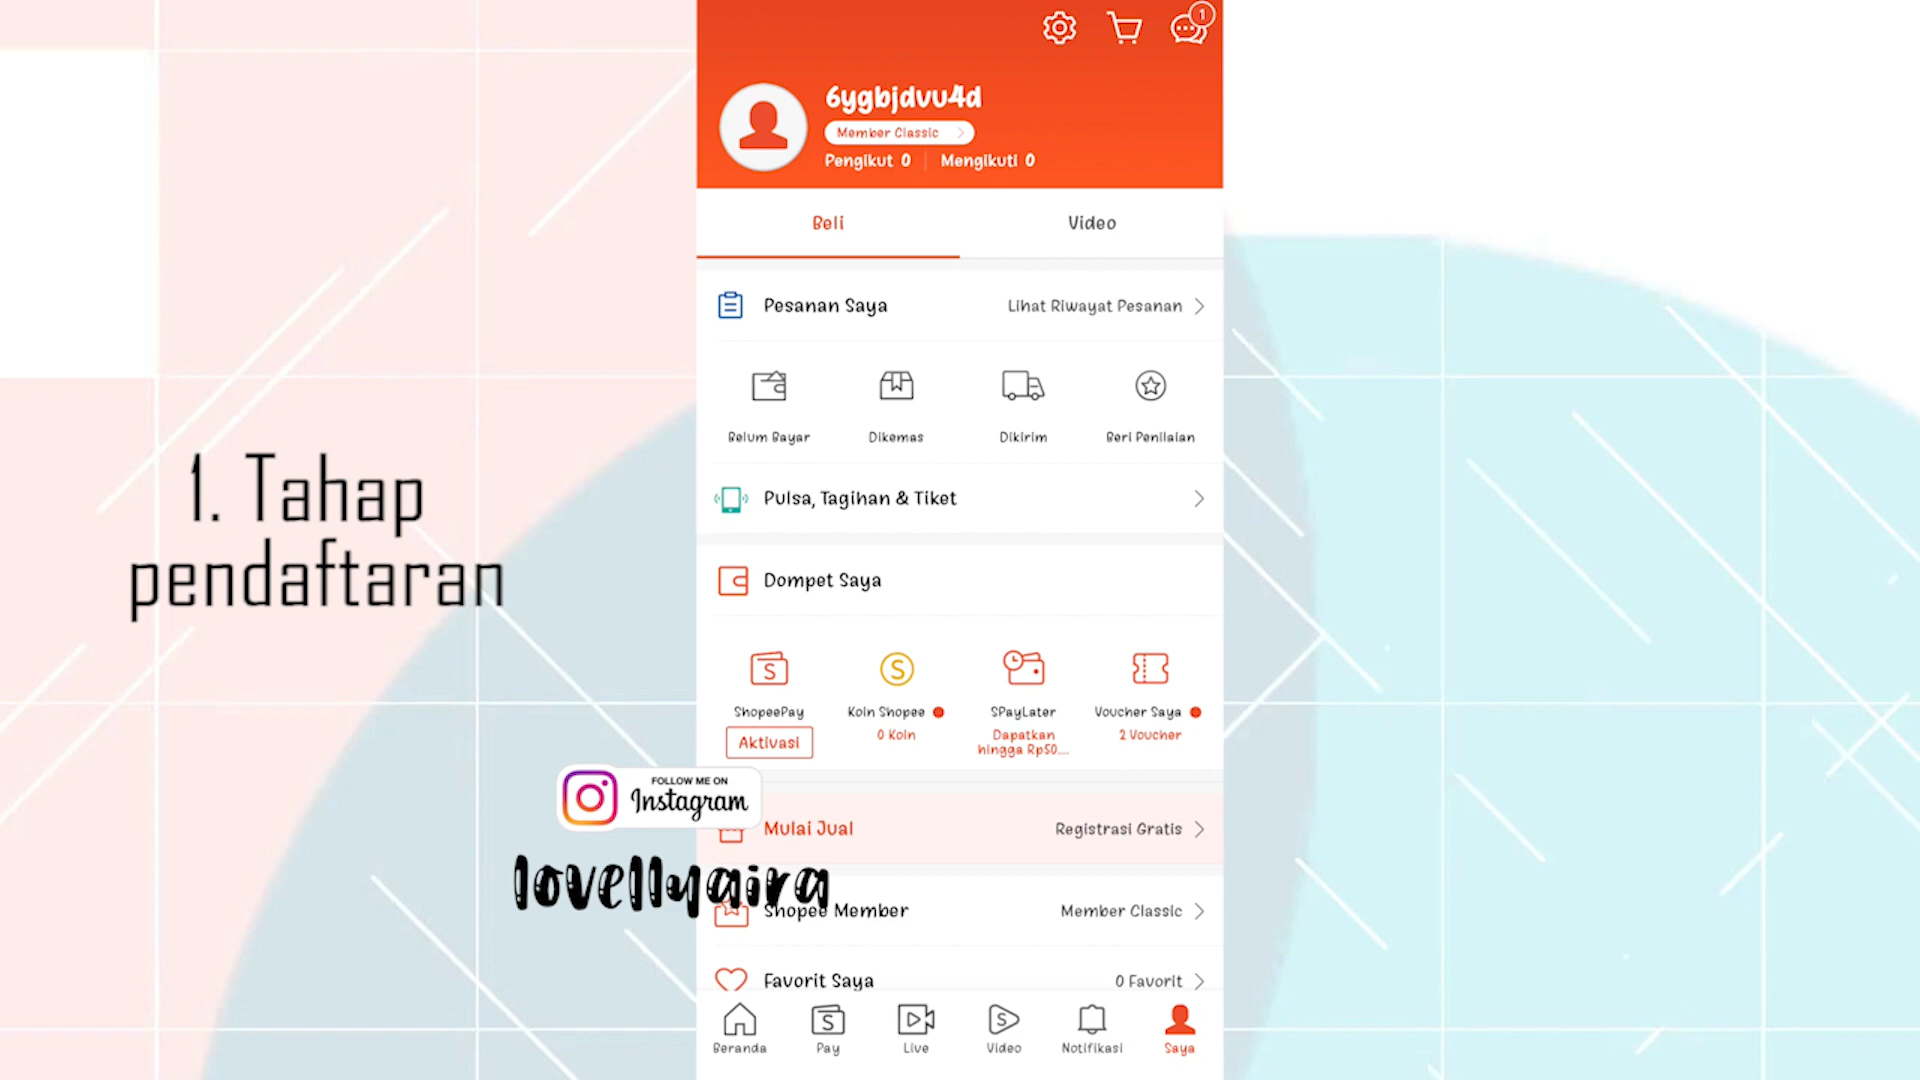 1
6ygbjdvu4d
Member Classic
Pengikut 0
Mengikuti 0
Beli
Video
Pesanan Saya
Lihat Riwayat Pesanan
Belum Bayar
Dikemas
Dikirim
Beri Penilaian
1. Tahap
pendaftaran
Pulsa, Tagihan & Tiket
Dompet Saya
ShopeePay
Aktivasi
Koin Shopee
0 Koin
SPayLater
Dapatkan
hingga Rp50....
Voucher Saya
2 Voucher
FOLLOW ME ON
Instagram
lovellyaira
Mulai Jual
Registrasi Gratis
Shopee Member
Member Classic
Favorit Saya
0 Favorit
Beranda
Pay
Live
Video
Notifikasi
Saya